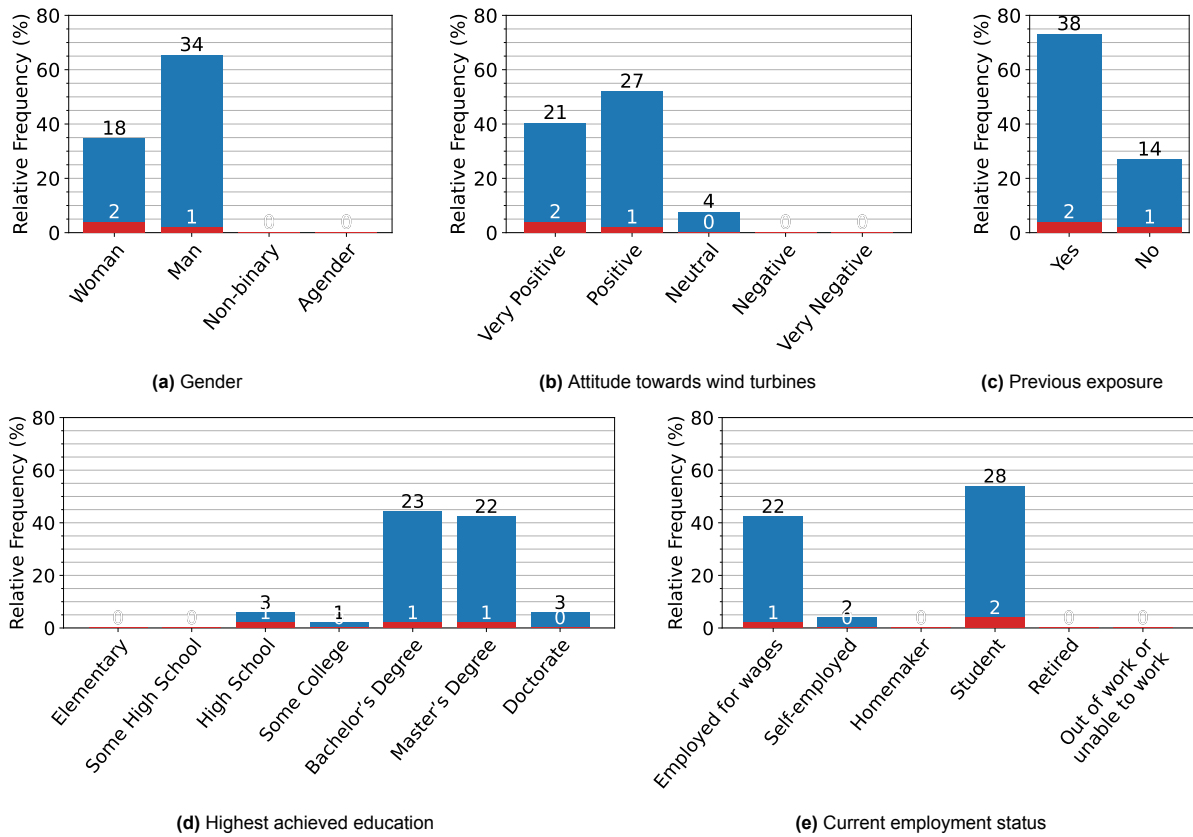 Relative Frequency (%)
80
60
40
20
0
18
34
2
1
0
0
Woman
Man
Non-binary
Agender
(a) Gender
Relative Frequency (%)
80
60
40
20
0
21
27
4
2
1
0
0
0
Very Positive
Positive
Neutral
Negative
Very Negative
(b) Attitude towards wind turbines
Relative Frequency (%)
80
60
40
20
0
38
14
2
1
Yes
No
(c) Previous exposure
Relative Frequency (%)
80
60
40
20
0
0
0
3
1
1
0
23
1
22
1
3
0
Elementary
Some High School
High School
Some College
Bachelor's Degree
Master's Degree
Doctorate
(d) Highest achieved education
Relative Frequency (%)
80
60
40
20
0
22
1
2
0
0
28
2
0
0
Employed for wages
Self-employed
Homemaker
Student
Retired
Out of work or
unable to work
(e) Current employment status